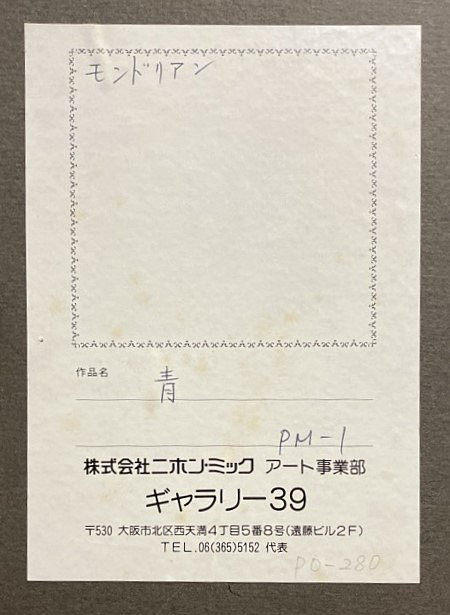 モンドリアン
作品名
青
PM-1
株式会社ニホン・ミック アート事業部
ギャラリー39
〒530 大阪市北区西天満4丁目5番8号(遠藤ビル2F)
TEL.06(365)5152 代表
PO-280